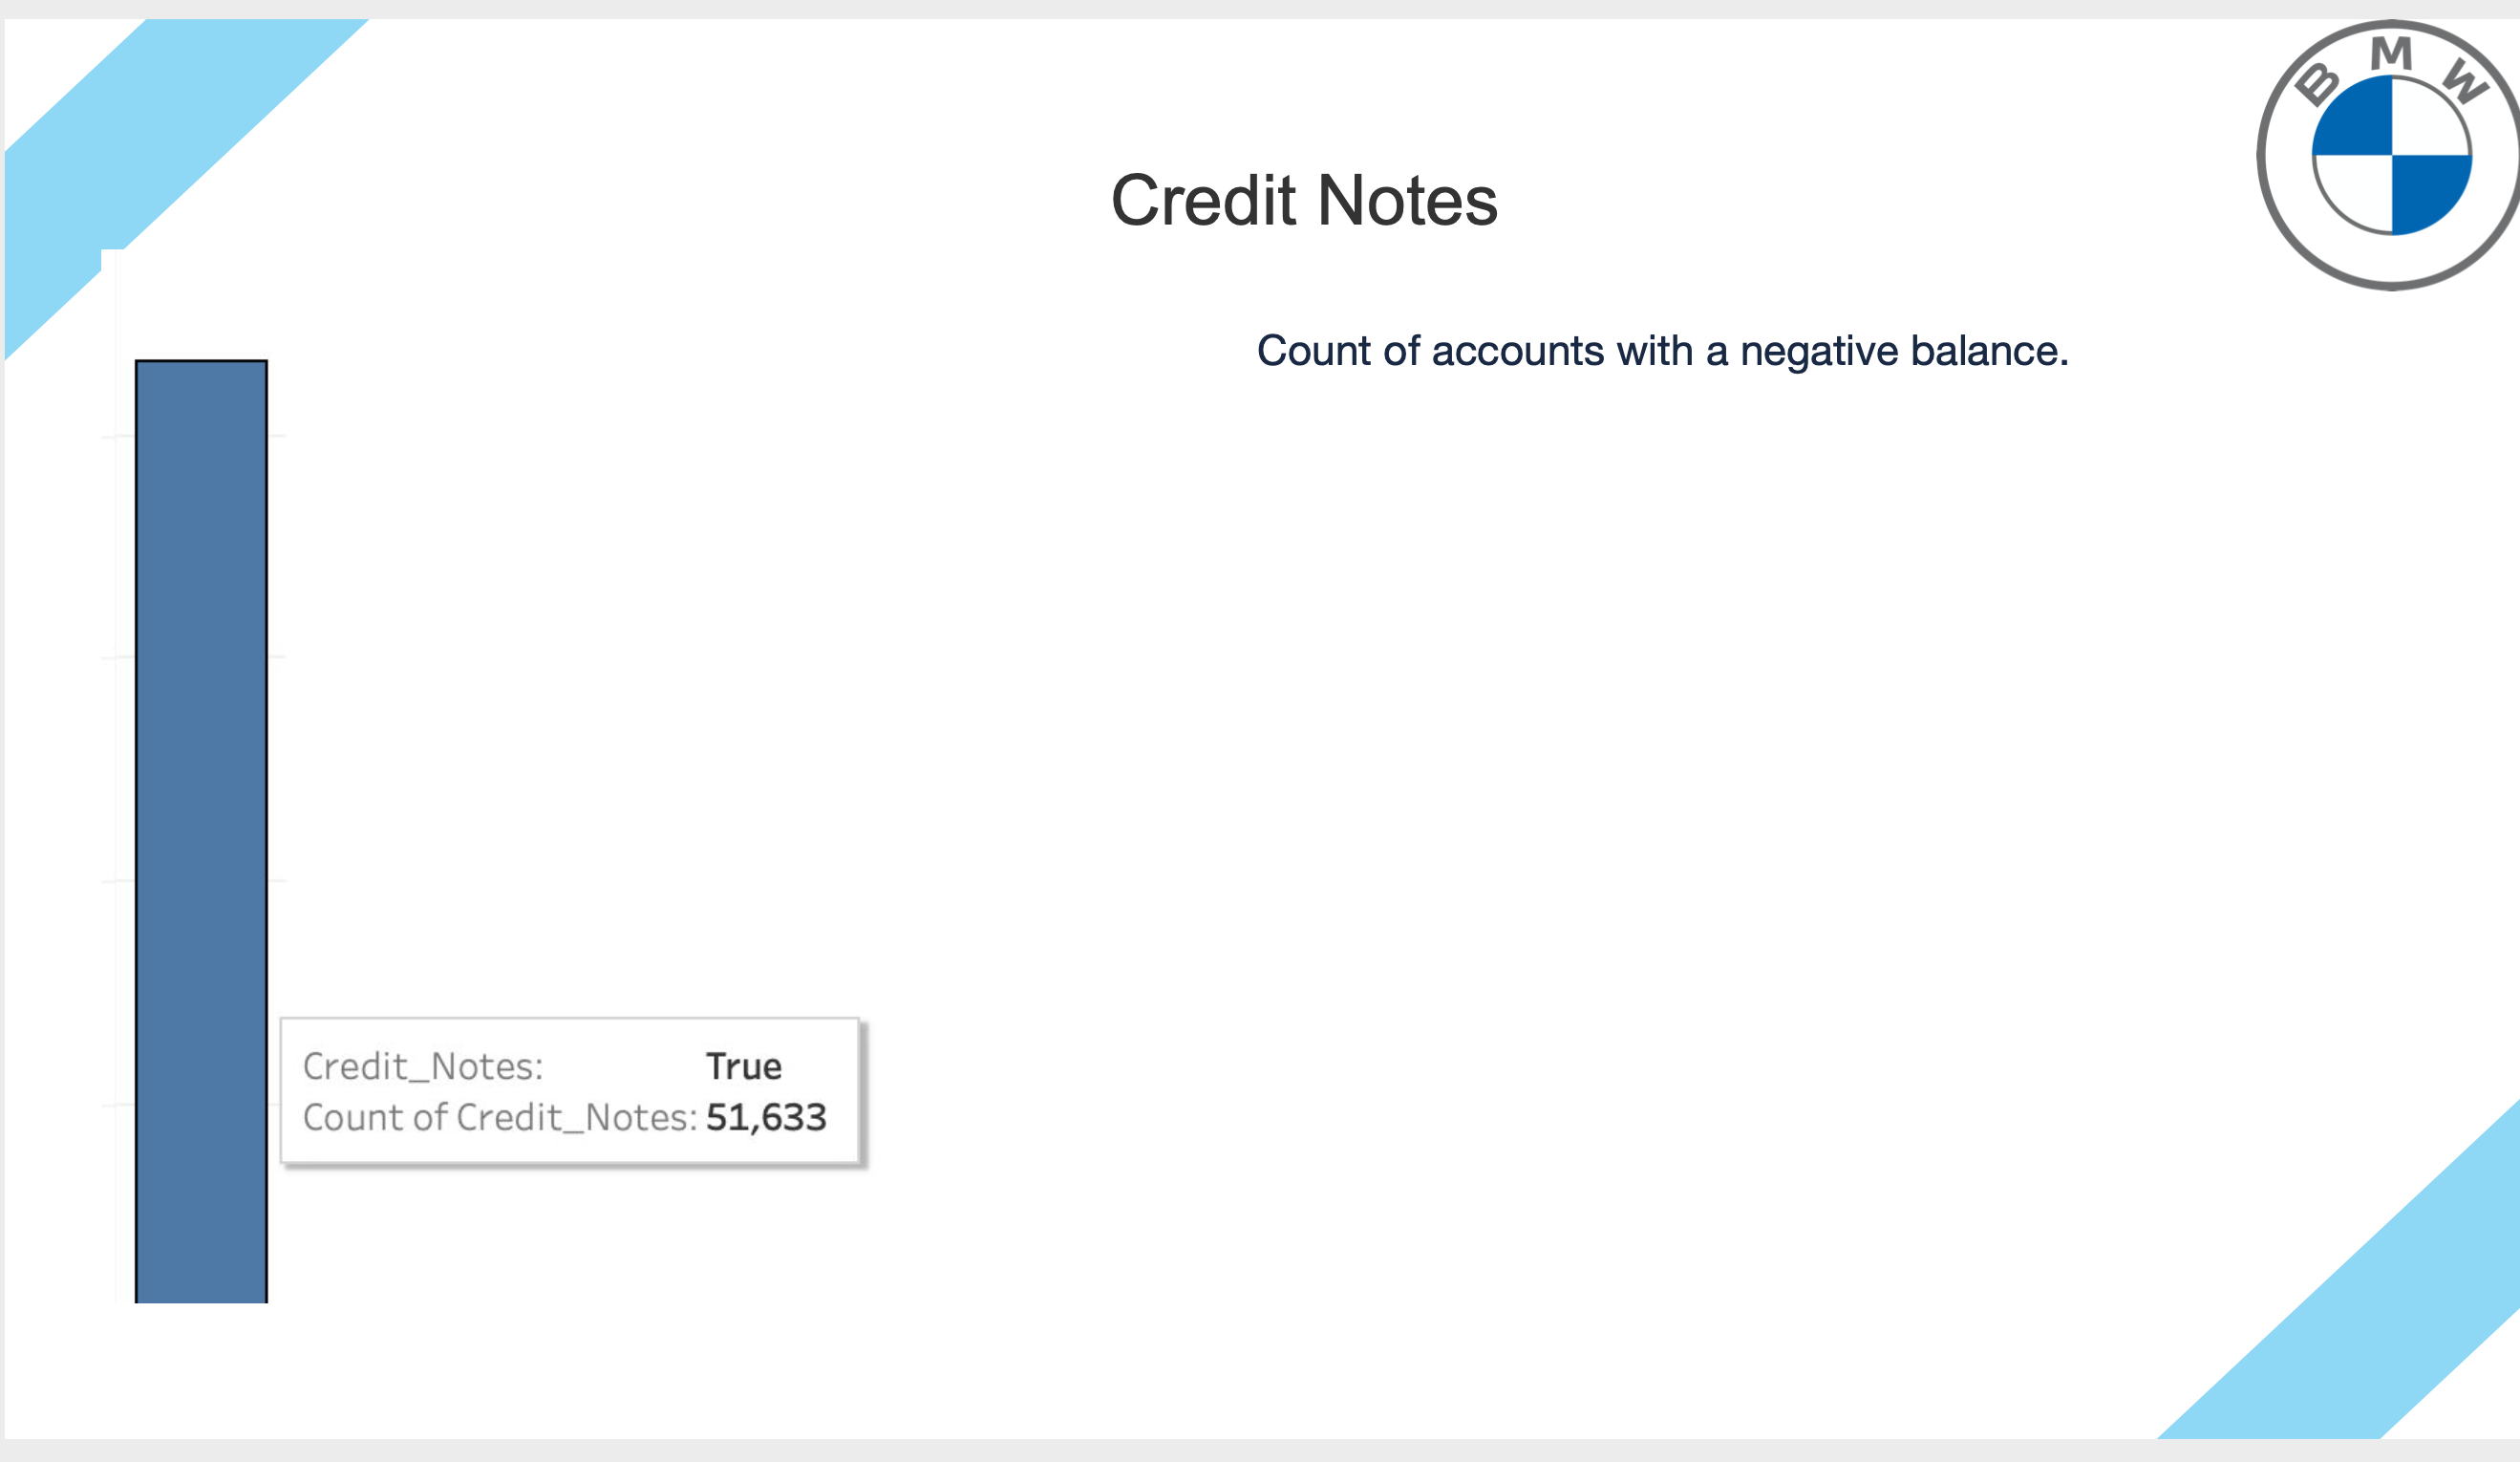 BMW
Credit Notes
Count of accounts with a negative balance.
Credit_Notes: True
Count of Credit_Notes: 51,633